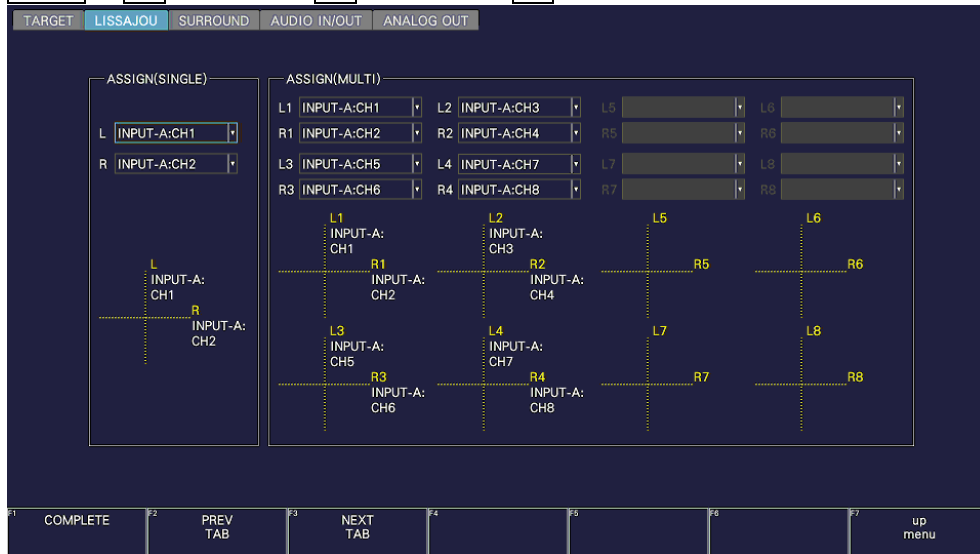 TARGET LISSAJOU SURROUND AUDIO IN/OUT ANALOG OUT
ASSIGN(SINGLE)
L INPUT-A:CH1
R INPUT-A:CH2
L
INPUT-A:
CH1
R
INPUT-A:
CH2
ASSIGN(MULTI)
L1 INPUT-A:CH1 L2 INPUT-A:CH3 L5 L6
R1 INPUT-A:CH2 R2 INPUT-A:CH4 R5 R6
L3 INPUT-A:CH5 L4 INPUT-A:CH7 L7 L8
R3 INPUT-A:CH6 R4 INPUT-A:CH8 R7 R8
L1 L2 L5 L6
INPUT-A: INPUT-A:
CH1 CH3
R1 R2 R5 R6
INPUT-A: INPUT-A:
CH2 CH4
L3 L4 L7 L8
INPUT-A: INPUT-A:
CH5 CH7
R3 R4 R7 R8
INPUT-A: INPUT-A:
CH6 CH8
F1 COMPLETE F2 PREV F3 NEXT F4 F5 F6 F7 up
TAB TAB menu